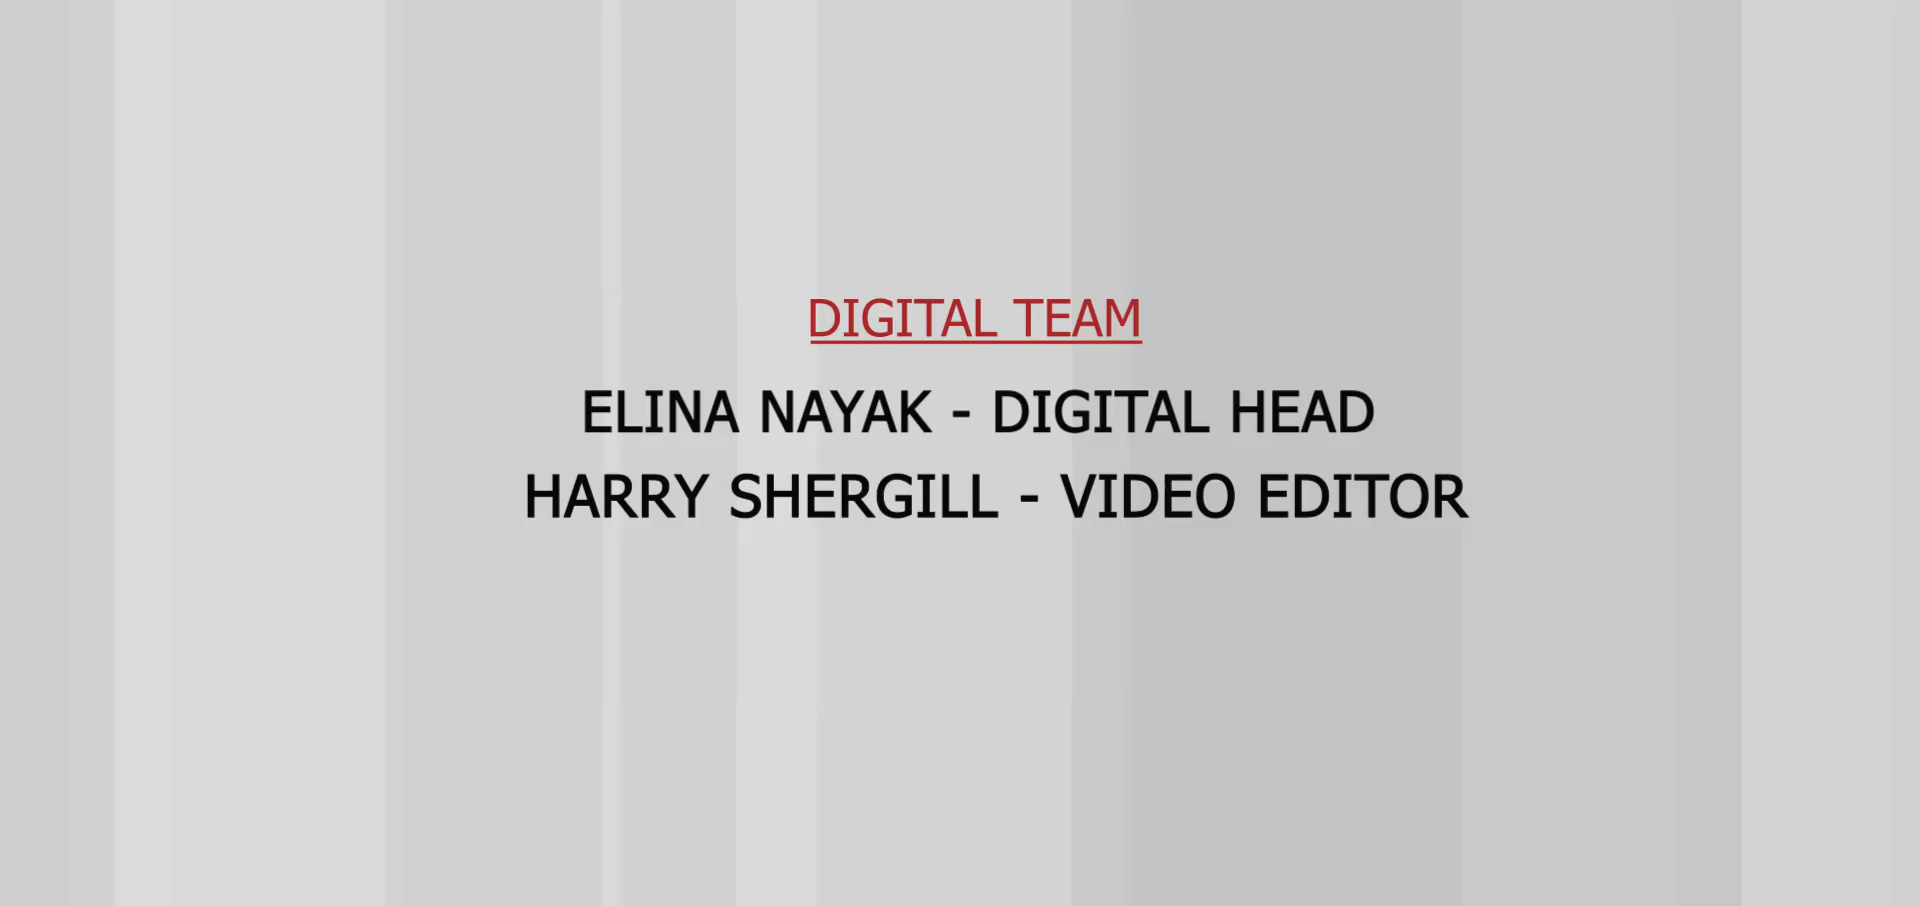 DIGITAL TEAM
ELINA NAYAK - DIGITAL HEAD
HARRY SHERGILL - VIDEO EDITOR